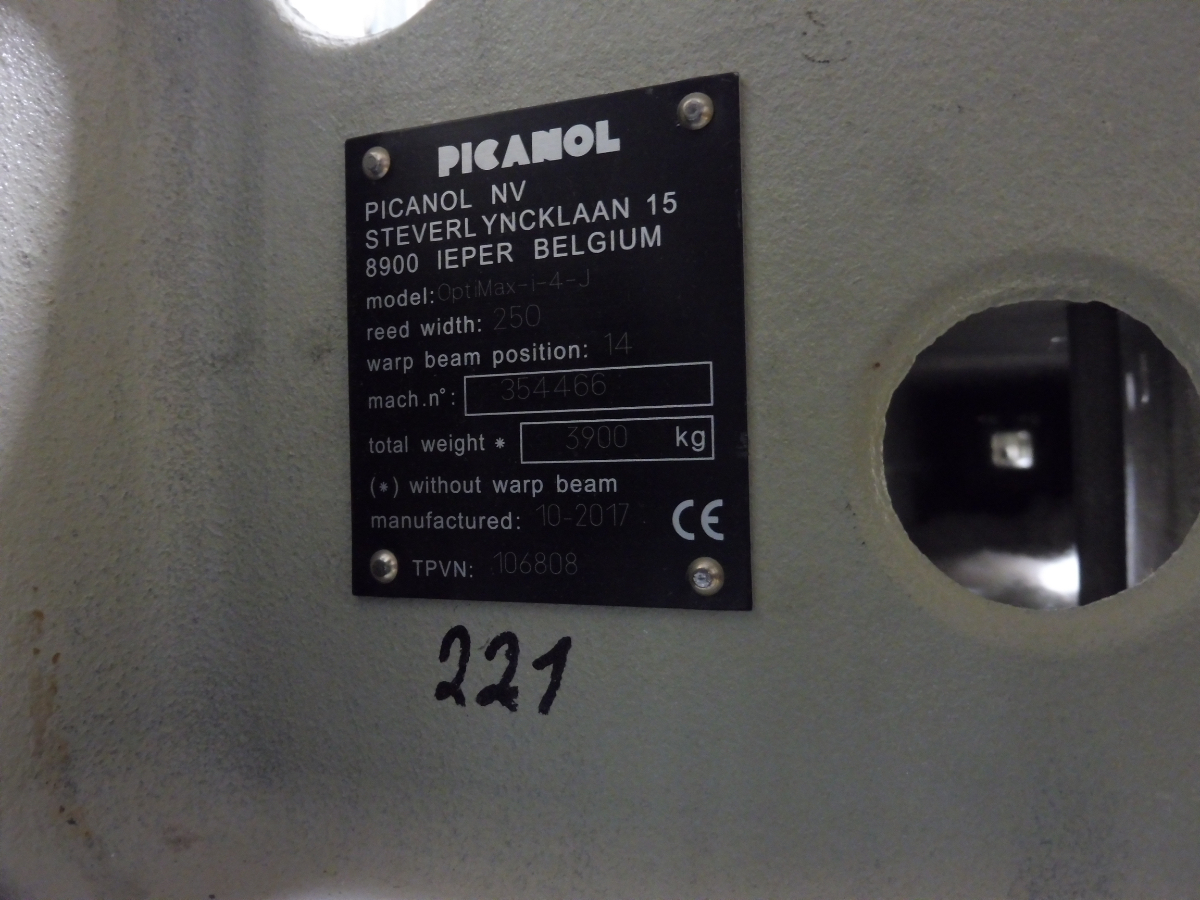 PICANOL
PICANOL NV
STEVERLYNCKLAAN 15
8900 IEPER BELGIUM
model: OptiMax-i-4-J
reed width: 250
warp beam position: 14
mach.n°: 354466
total weight * 3900 kg
(*) without warp beam
manufactured: 10-2017 CE
TPVN: 106808
221